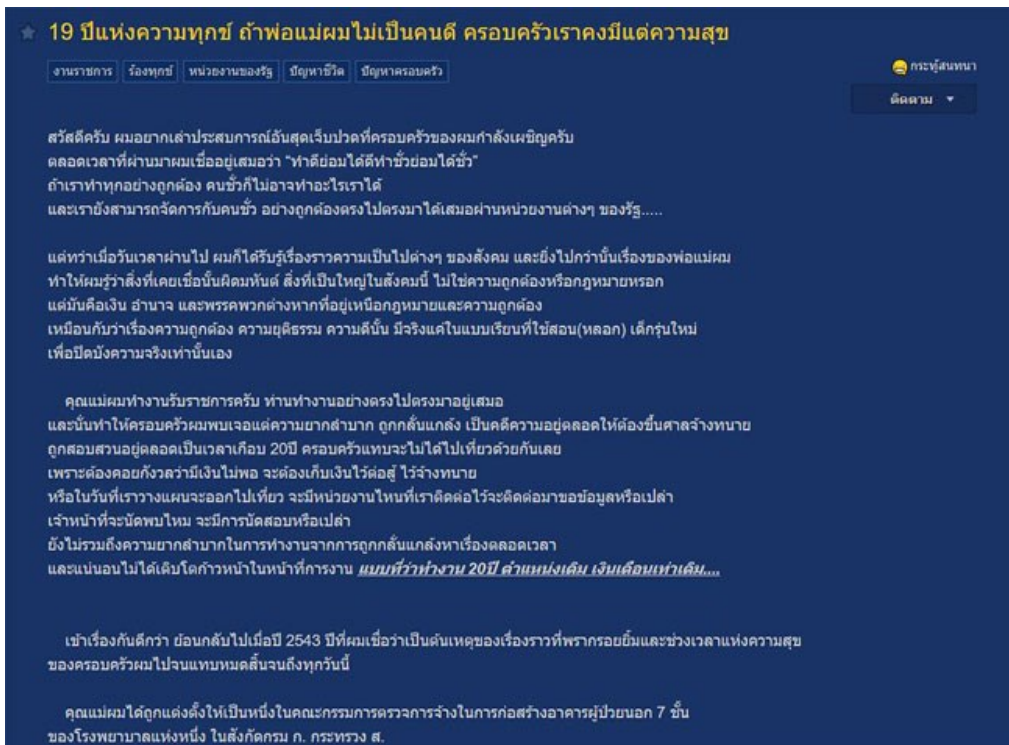 19 ปีแห่งความทุกข์ ถ้าพ่อแม่ผมไม่เป็นคนดี ครอบครัวเราคงมีแต่ความสุข
งานราชการ ร้องทุกข์ หน่วยงานของรัฐ ปัญหาชีวิต ปัญหาครอบครัว
กระทู้สนทนา
ติดตาม
สวัสดีครับ ผมอยากเล่าประสบการณ์อันสุดเจ็บปวดที่ครอบครัวของผมกำลังเผชิญครับ
ตลอดเวลาที่ผ่านมาผมเชื่ออยู่เสมอว่า "ทำดีย่อมได้ดีทำชั่วย่อมได้ชั่ว"
ถ้าเราทำทุกอย่างถูกต้อง คนชั่วก็ไม่อาจทำอะไรเราได้
และเรายังสามารถจัดการกับคนชั่ว อย่างถูกต้องตรงไปตรงมาได้เสมอผ่านหน่วยงานต่างๆ ของรัฐ.....
แต่ทว่าเมื่อวันเวลาผ่านไป ผมก็ได้รับรู้เรื่องราวความเป็นไปต่างๆ ของสังคม และยิ่งไปกว่านั้นเรื่องของพ่อแม่ผม
ทำให้ผมรู้ว่าสิ่งที่เคยเชื่อนั้นผิดมหันต์ สิ่งที่เป็นใหญ่ในสังคมนี้ ไม่ใช่ความถูกต้องหรือกฎหมายหรอก
แต่มันคือเงิน อำนาจ และพรรคพวกต่างหากที่อยู่เหนือกฎหมายและความถูกต้อง
เหมือนกับว่าเรื่องความถูกต้อง ความยุติธรรม ความดีนั้น มีจริงแค่ในแบบเรียนที่ใช้สอน(หลอก) เด็กรุ่นใหม่
เพื่อปิดบังความจริงเท่านั้นเอง
คุณแม่ผมทำงานรับราชการครับ ท่านทำงานอย่างตรงไปตรงมาอยู่เสมอ
และนั่นทำให้ครอบครัวผมพบเจอแต่ความยากลำบาก ถูกกลั่นแกล้ง เป็นคดีความอยู่ตลอดให้ต้องขึ้นศาลจ้างทนาย
ถูกสอบสวนอยู่ตลอดเป็นเวลาเกือบ 20ปี ครอบครัวแทบจะไม่ได้ไปเที่ยวด้วยกันเลย
เพราะต้องคอยกังวลว่ามีเงินไม่พอ จะต้องเก็บเงินไว้ต่อสู้ ไว้จ้างทนาย
หรือในวันที่เราวางแผนจะออกไปเที่ยว จะมีหน่วยงานไหนที่เราติดต่อไว้จะติดต่อมาขอข้อมูลหรือเปล่า
เจ้าหน้าที่จะนัดพบไหม จะมีการนัดสอบหรือเปล่า
ยังไม่รวมถึงความยากลำบากในการทำงานจากการถูกกลั่นแกล้งหาเรื่องตลอดเวลา
และแน่นอนไม่ได้เติบโตก้าวหน้าในหน้าที่การงาน แบบที่ว่าทำงาน 20ปี ตำแหน่งเดิม เงินเดือนเท่าเดิม....
เข้าเรื่องกันดีกว่า ย้อนกลับไปเมื่อปี 2543 ปีที่ผมเชื่อว่าเป็นต้นเหตุของเรื่องราวที่พรากรอยยิ้มและช่วงเวลาแห่งความสุข
ของครอบครัวผมไปจนแทบหมดสิ้นจนถึงทุกวันนี้
คุณแม่ผมได้ถูกแต่งตั้งให้เป็นหนึ่งในคณะกรรมการตรวจการจ้างในการก่อสร้างอาคารผู้ป่วยนอก 7 ชั้น
ของโรงพยาบาลแห่งหนึ่ง ในสังกัดกรม ก. กระทรวง ส.